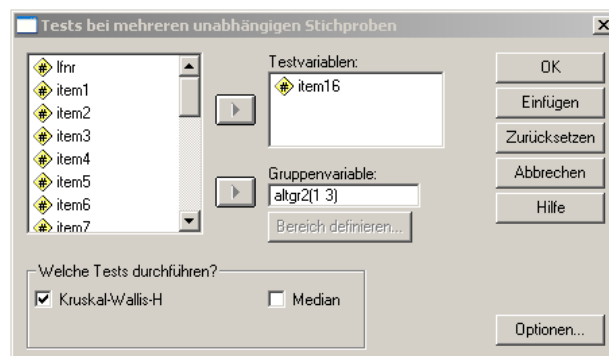 Tests bei mehreren unabhängigen Stichproben
lfnr
item1
item2
item3
item4
item5
item6
item7
Testvariablen:
item16
Gruppenvariable:
altgr2(1 3)
Bereich definieren...
OK
Einfügen
Zurücksetzen
Abbrechen
Hilfe
Welche Tests durchführen?
Kruskal-Wallis-H
Median
Optionen...